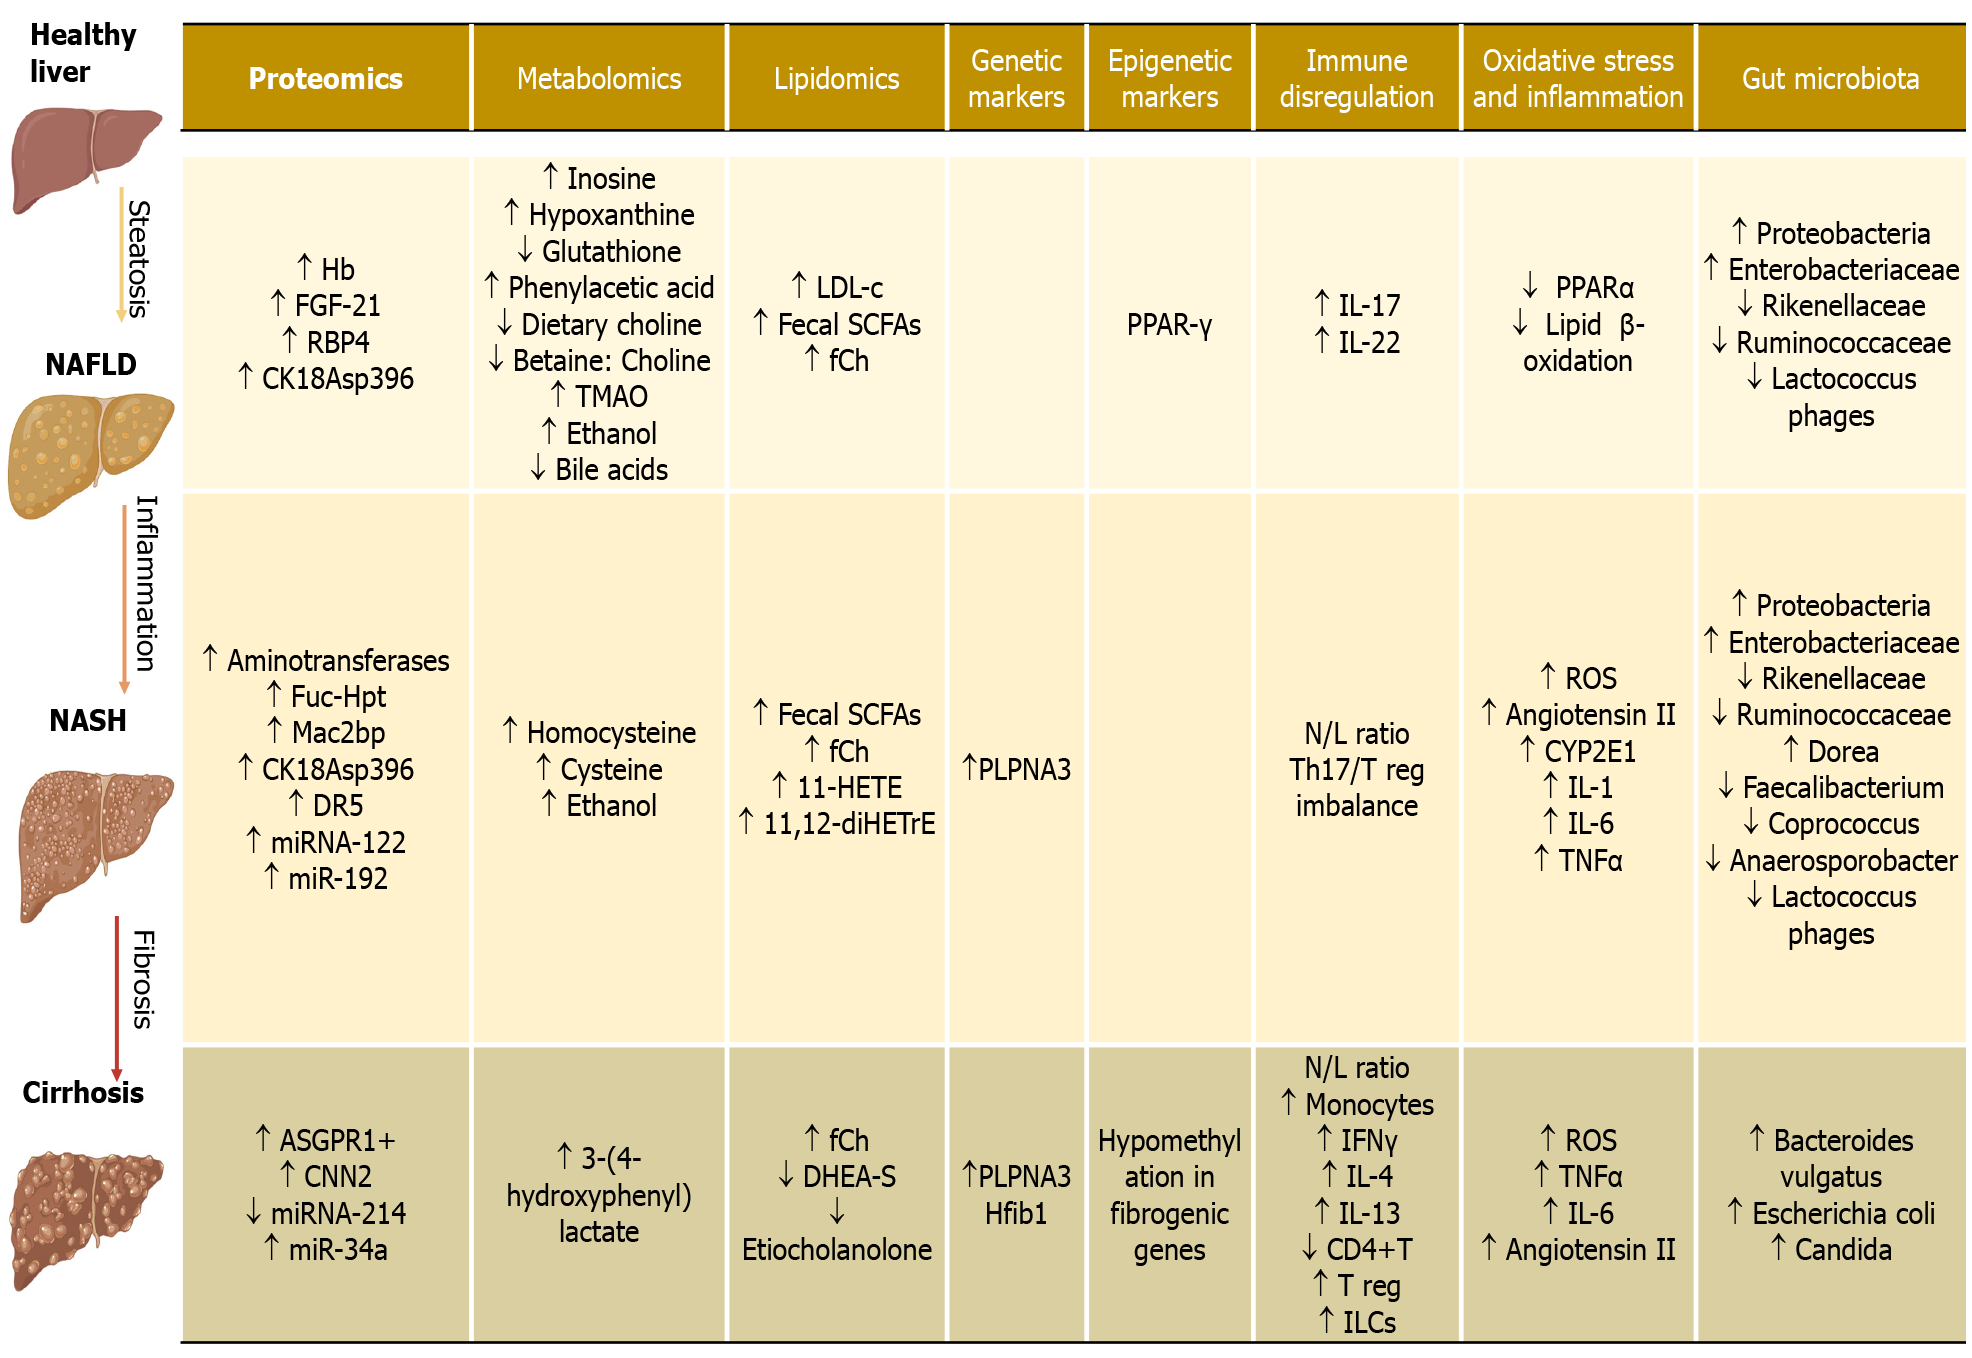 Healthy
liver
Steatosis
NAFLD
Inflammation
NASH
Fibrosis
Cirrhosis
Proteomics
Metabolomics
Lipidomics
Genetic
markers
Epigenetic
markers
Immune
disregulation
Oxidative stress
and inflammation
Gut microbiota
↑ Hb
↑ FGF-21
↑ RBP4
↑ CK18Asp396
↑ Inosine
↑ Hypoxanthine
↓ Glutathione
↑ Phenylacetic acid
↓ Dietary choline
↓ Betaine: Choline
↑ TMAO
↑ Ethanol
↓ Bile acids
↑ LDL-c
↑ Fecal SCFAs
↑ fCh
PPAR-γ
↑ IL-17
↑ IL-22
↓ PPARα
↓ Lipid β-
oxidation
↑ Proteobacteria
↑ Enterobacteriaceae
↓ Rikenellaceae
↓ Ruminococcaceae
↓ Lactococcus
phages
↑ Aminotransferases
↑ Fuc-Hpt
↑ Mac2bp
↑ CK18Asp396
↑ DR5
↑ miRNA-122
↑ miR-192
↑ Homocysteine
↑ Cysteine
↑ Ethanol
↑ Fecal SCFAs
↑ fCh
↑ 11-HETE
↑ 11,12-diHETrE
↑PLPNA3
N/L ratio
Th17/T reg
imbalance
↑ ROS
↑ Angiotensin II
↑ CYP2E1
↑ IL-1
↑ IL-6
↑ TNFα
↑ Proteobacteria
↑ Enterobacteriaceae
↓ Rikenellaceae
↓ Ruminococcaceae
↑ Dorea
↓ Faecalibacterium
↓ Coprococcus
↓ Anaerosporobacter
↓ Lactococcus
phages
↑ ASGPR1+
↑ CNN2
↓ miRNA-214
↑ miR-34a
↑ 3-(4-
hydroxyphenyl)
lactate
↑ fCh
↓ DHEA-S
↓
Etiocholanolone
↑PLPNA3
Hfib1
Hypomethyl
ation in
fibrogenic
genes
N/L ratio
↑ Monocytes
↑ IFNγ
↑ IL-4
↑ IL-13
↓ CD4+T
↑ T reg
↑ ILCs
↑ ROS
↑ TNFα
↑ IL-6
↑ Angiotensin II
↑ Bacteroides
vulgatus
↑ Escherichia coli
↑ Candida